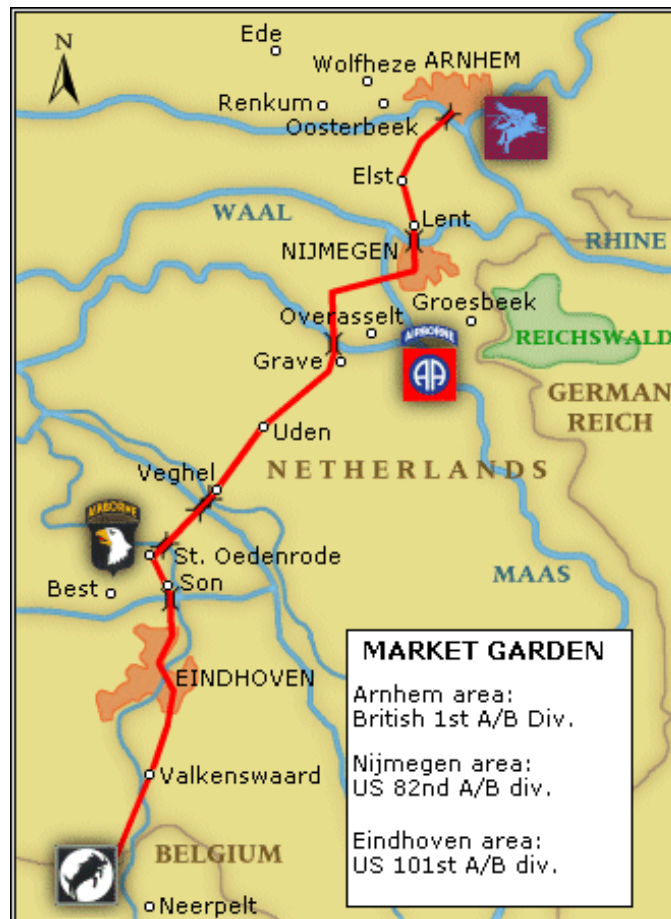 N
Ede
Wolfheze
ARNHEM
Renkum
Oosterbeek
Elst
WAAL
Lent
RHINE
NIJMEGEN
Groesbeek
Overasselt
AIRBORNE
AA
REICHSWALD
Grave
GERMAN
REICH
Uden
NETHERLANDS
Veghel
AIRBORNE
St. Oedenrode
MAAS
Best
Son
EINDHOVEN
Valkenswaard
BELGIUM
Neerpelt
MARKET GARDEN
Arnhem area:
British 1st A/B Div.
Nijmegen area:
US 82nd A/B div.
Eindhoven area:
US 101st A/B div.